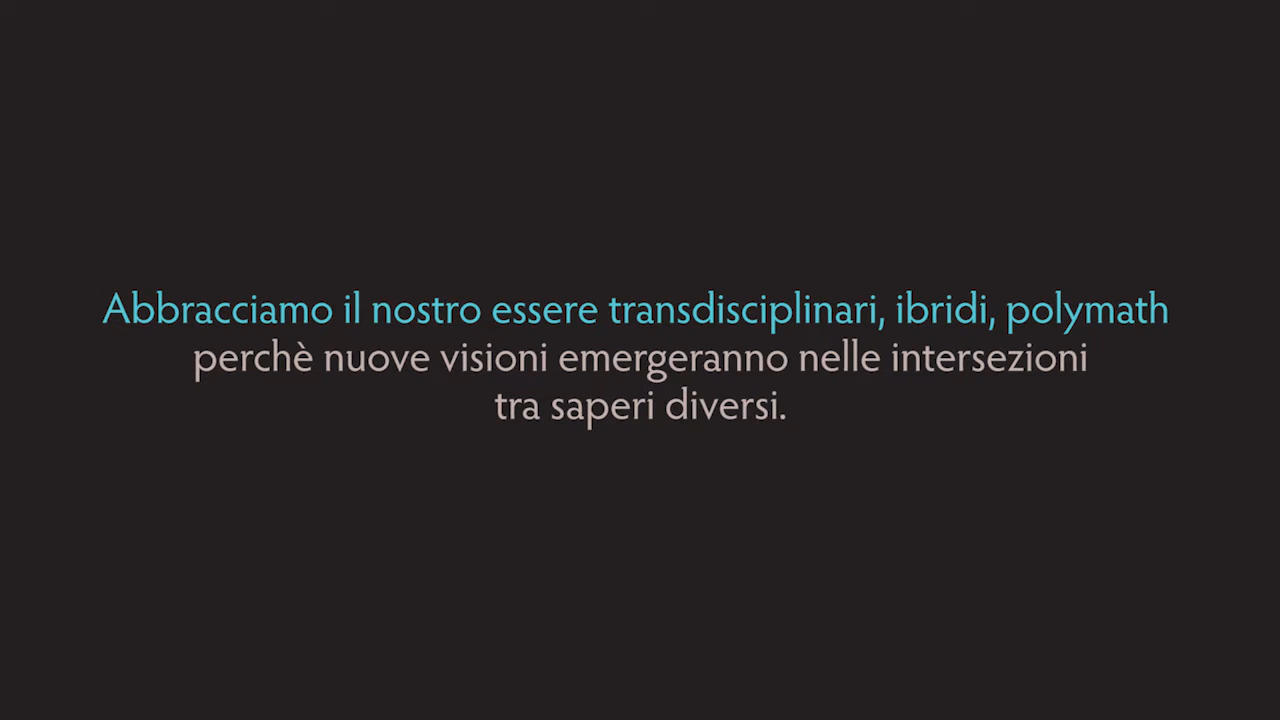 Abbracciamo il nostro essere transdisciplinari, ibridi, polymath
perchè nuove visioni emergeranno nelle intersezioni
tra saperi diversi.